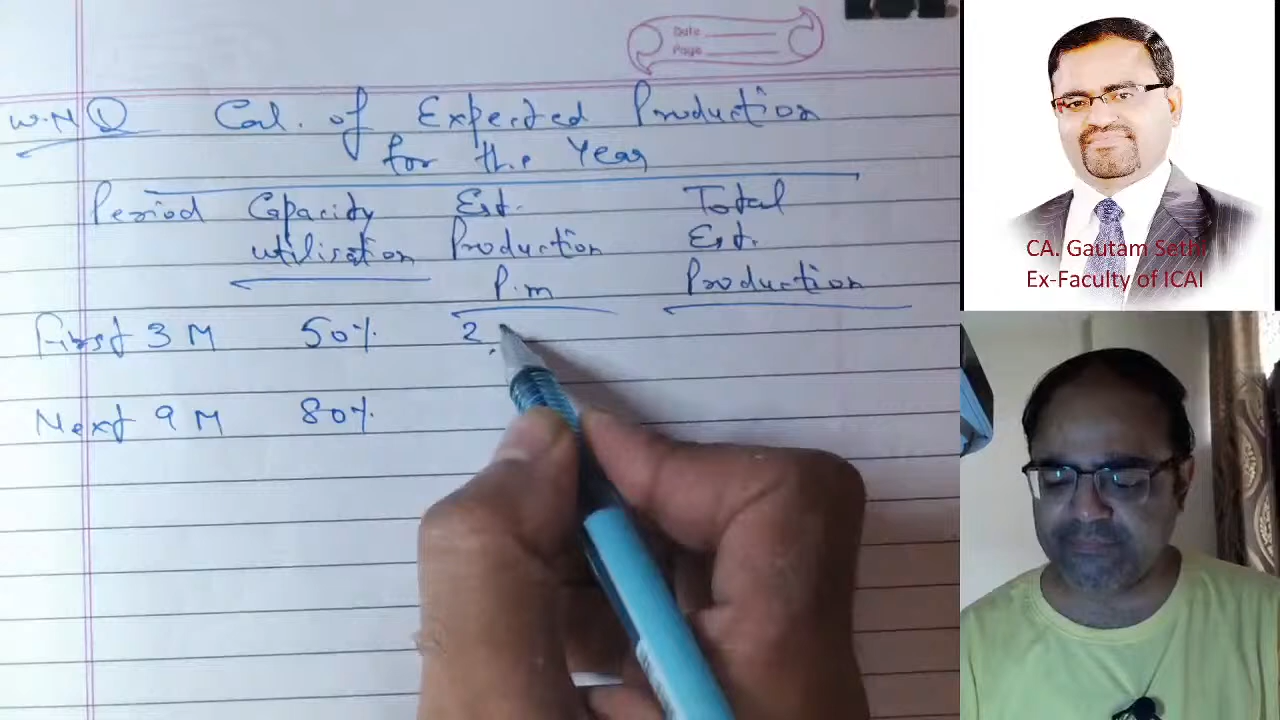 Date
Page
W.N ① Cal. of Expected Production
for the Year
Period Capacity Est. Total
utilisation Production Est.
P.m Production
First 3 M 50% 2,
Next 9 M 80%
CA. Gautam Sethi
Ex-Faculty of ICAI